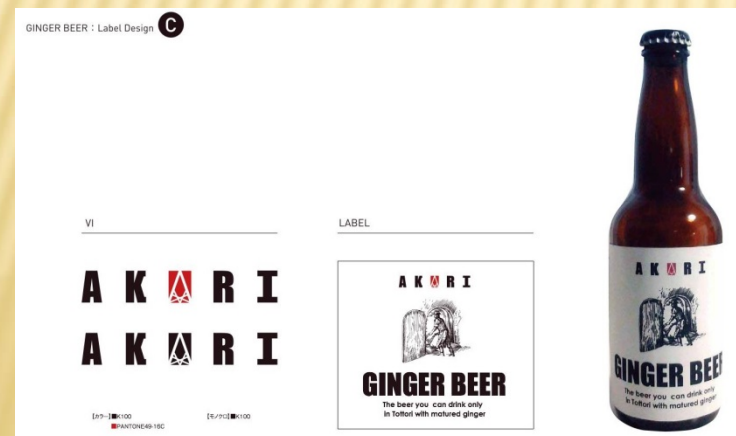 GINGER BEER : Label Design C
VI
LABEL
AKARI
AKARI
【カラー】■K100
■PANTONE49-16C
【モノクロ】■K100
AKARI
GINGER BEER
The beer you can drink only
in Tottori with matured ginger
AKARI
GINGER BEER
The beer you can drink only
in Tottori with matured ginger